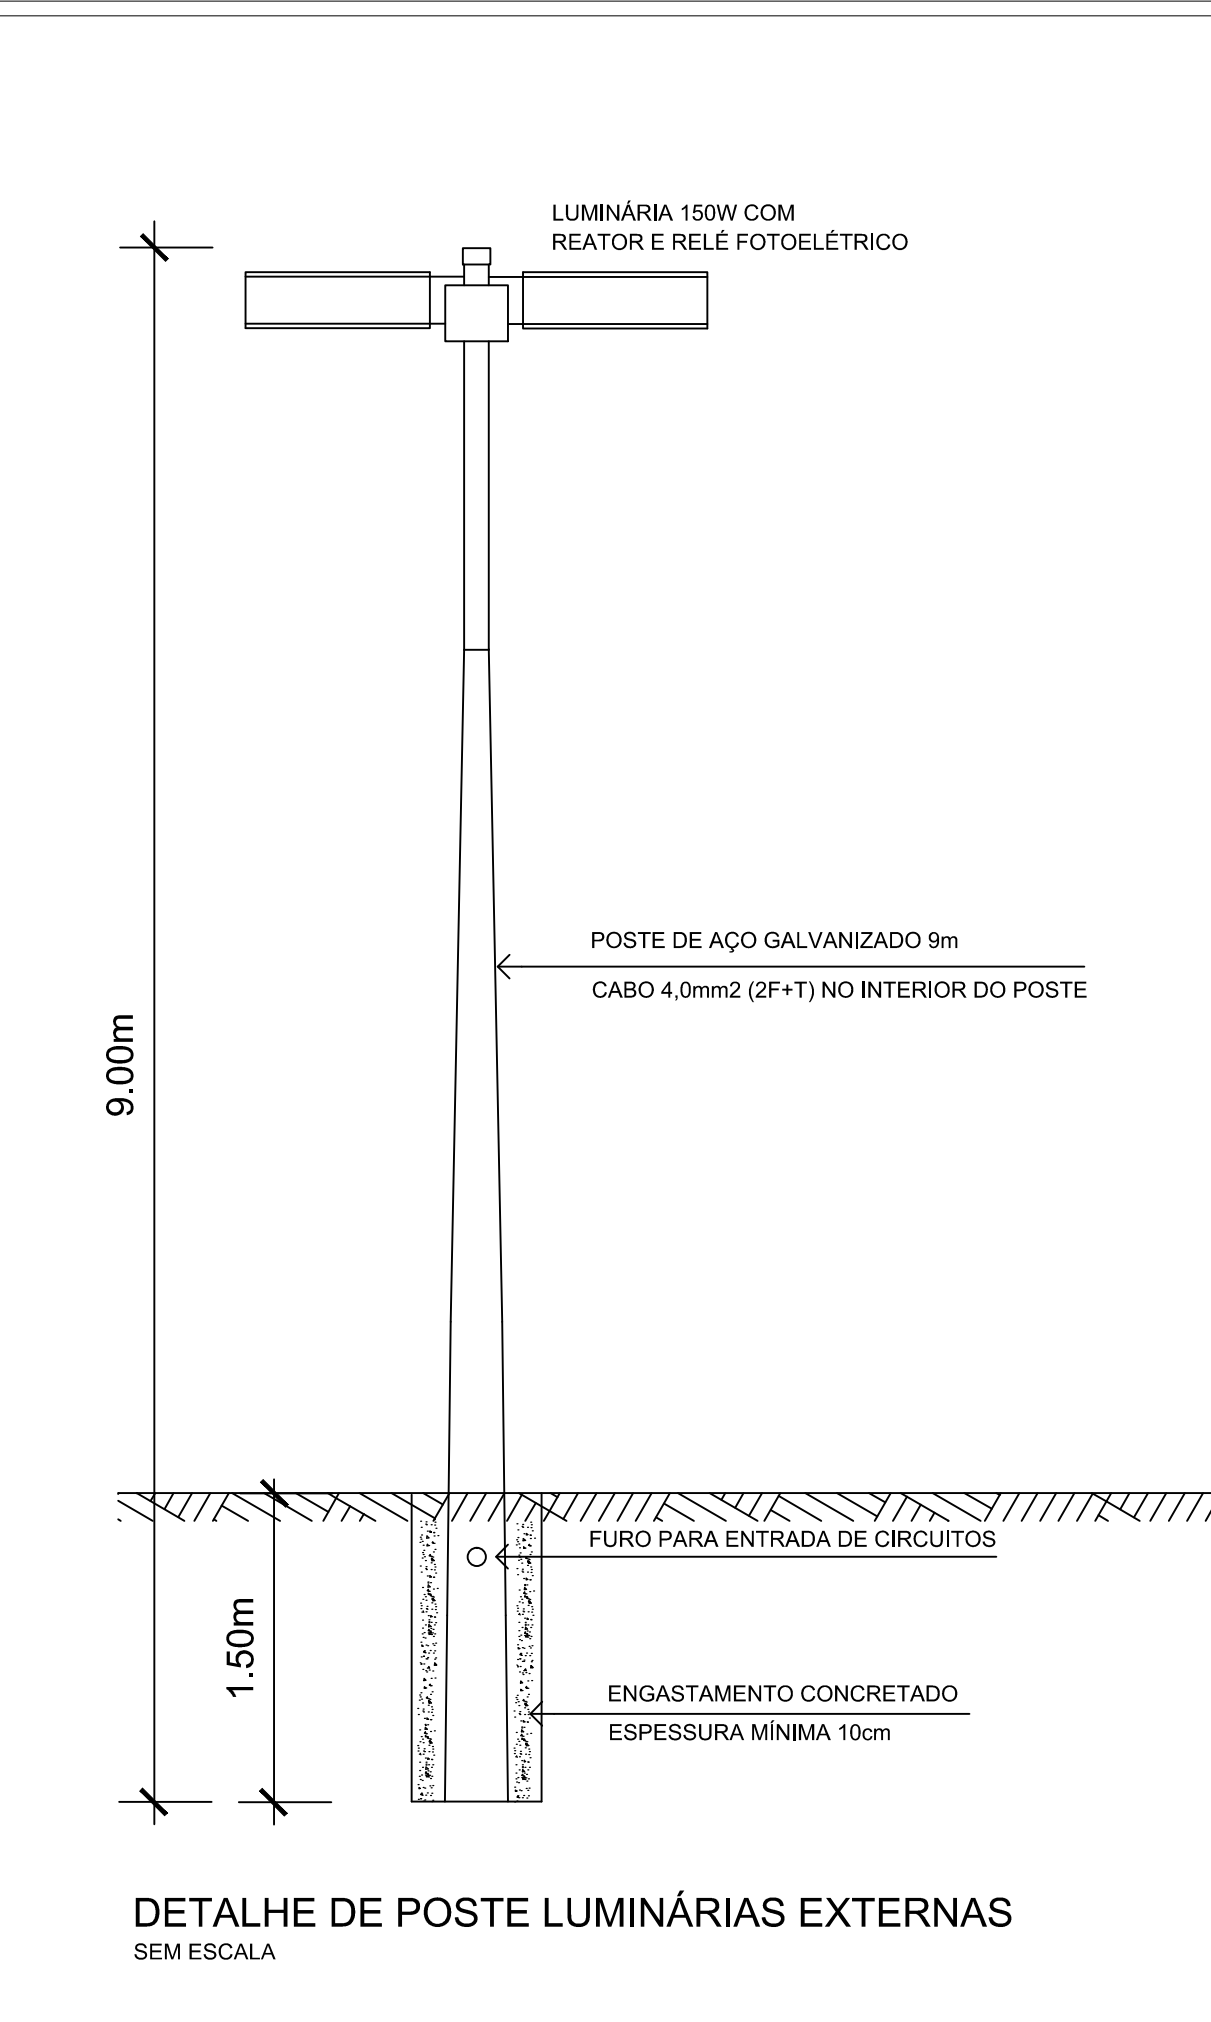 LUMINÁRIA 150W COM
REATOR E RELÉ FOTOELÉTRICO
POSTE DE AÇO GALVANIZADO 9m
CABO 4,0mm2 (2F+T) NO INTERIOR DO POSTE
9.00m
FURO PARA ENTRADA DE CIRCUITOS
1.50m
ENGASTAMENTO CONCRETADO
ESPESSURA MÍNIMA 10cm
DETALHE DE POSTE LUMINÁRIAS EXTERNAS
SEM ESCALA